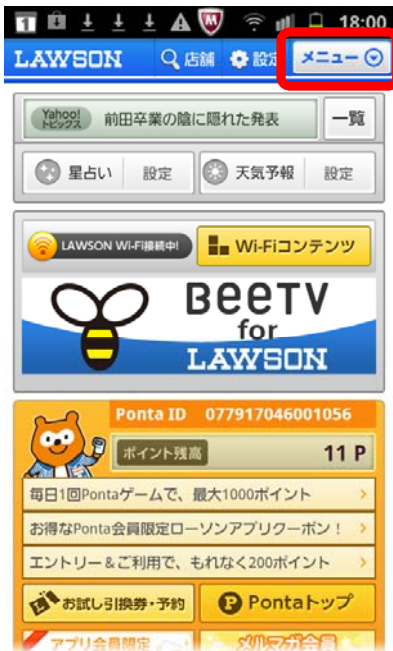 1
18:00
LAWSON 店舗 設定 メニュー
Yahoo!トピックス 前田卒業の陰に隠れた発表 一覧
星占い 設定 天気予報 設定
LAWSON Wi-Fi接続中! Wi-Fiコンテンツ
BeeTV
for
LAWSON
Ponta ID 077917046001056
ポイント残高 11 P
毎日1回Pontaゲームで、最大1000ポイント
お得なPonta会員限定ローソンアプリクーポン!
エントリー&ご利用で、もれなく200ポイント
お試し引換券・予約 Pontaトップ
アプリ会員限定 メルマガ会員